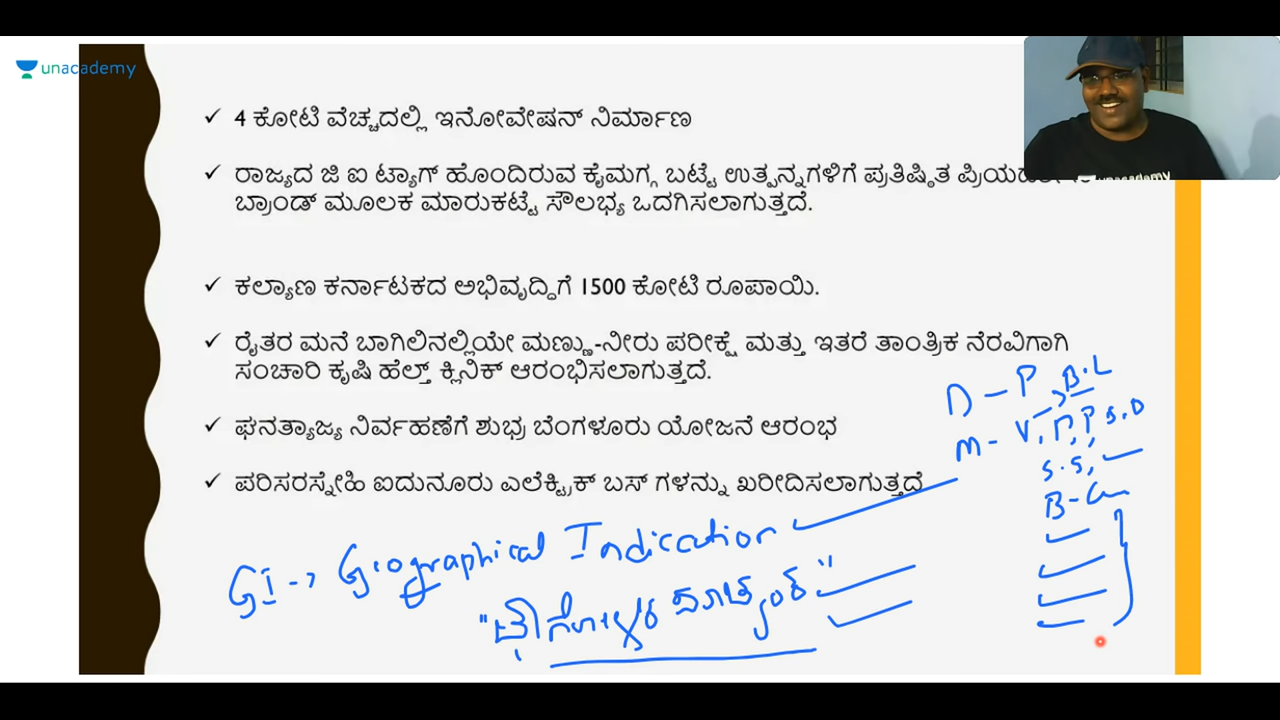 unacademy
4 ಕೋಟಿ ವೆಚ್ಚದಲ್ಲಿ ಇನೋವೇಷನ್ ನಿರ್ಮಾಣ
ರಾಜ್ಯದ ಜಿ ಐ ಟ್ಯಾಗ್ ಹೊಂದಿರುವ ಕೈಮಗ್ಗ ಬಟ್ಟೆ ಉತ್ಪನ್ನಗಳಿಗೆ ಪ್ರತಿಷ್ಠಿತ
ಬ್ರಾಂಡ್ ಮೂಲಕ ಮಾರುಕಟ್ಟೆ ಸೌಲಭ್ಯ ಒದಗಿಸಲಾಗುತ್ತದೆ.
unacademy
ಕಲ್ಯಾಣ ಕರ್ನಾಟಕದ ಅಭಿವೃದ್ಧಿಗೆ 1500 ಕೋಟಿ ರೂಪಾಯಿ.
ರೈತರ ಮನೆ ಬಾಗಿಲಿನಲ್ಲಿಯೇ ಮಣ್ಣು-ನೀರು ಪರೀಕ್ಷೆ ಮತ್ತು ಇತರೆ ತಾಂತ್ರಿಕ ನೆರವಿಗಾಗಿ
ಸಂಚಾರಿ ಕೃಷಿ ಹೆಲ್ತ್ ಕ್ಲಿನಿಕ್ ಆರಂಭಿಸಲಾಗುತ್ತದೆ.
ಘನತ್ಯಾಜ್ಯ ನಿರ್ವಹಣೆಗೆ ಶುಭ್ರ ಬೆಂಗಳೂರು ಯೋಜನೆ ಆರಂಭ
ಪರಿಸರಸ್ನೇಹಿ ಐದುನೂರು ಎಲೆಕ್ಟ್ರಿಕ್ ಬಸ್ ಗಳನ್ನು ಖರೀದಿಸಲಾಗುತ್ತದೆ
D - P B.L
M - V, P, P S.D
S.S,
GI -> Geographical Indication